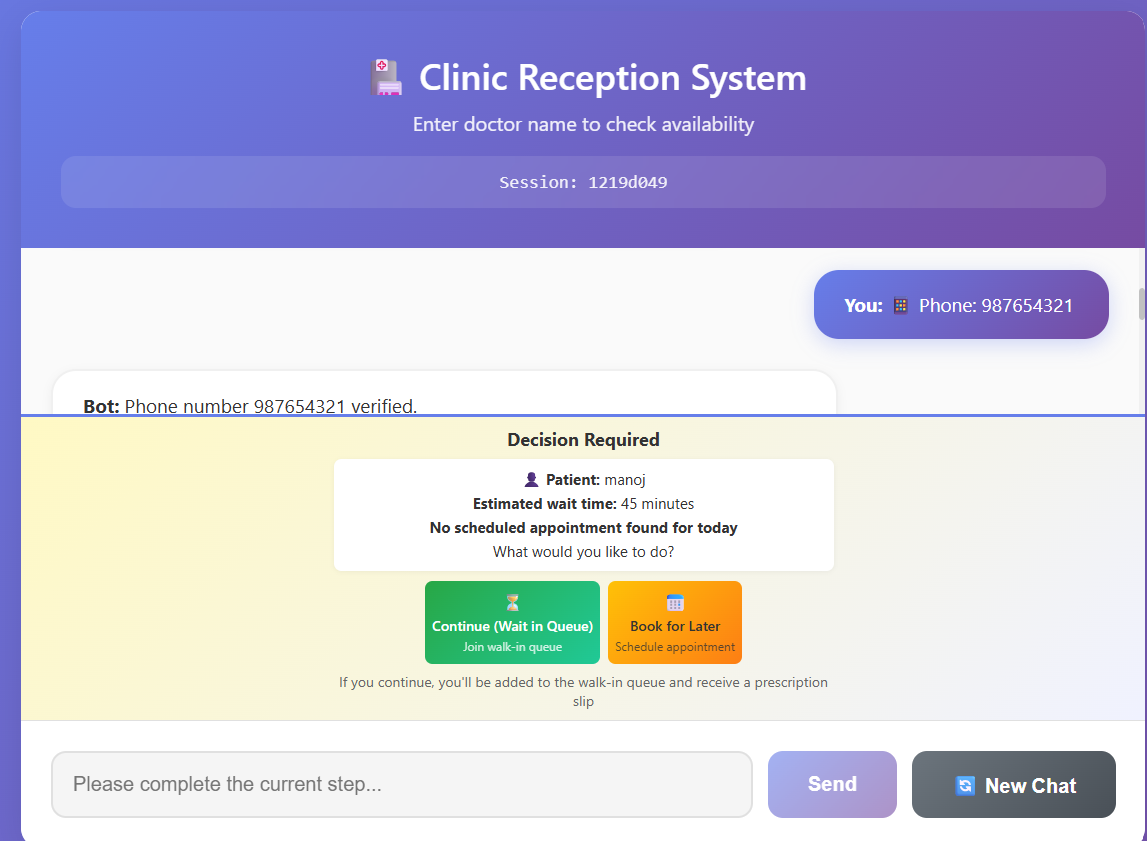 Clinic Reception System
Enter doctor name to check availability
Session: 1219d049
You: Phone: 987654321
Bot: Phone number 987654321 verified.
Decision Required
Patient: manoj
Estimated wait time: 45 minutes
No scheduled appointment found for today
What would you like to do?
Continue (Wait in Queue)
Join walk-in queue
Book for Later
Schedule appointment
If you continue, you'll be added to the walk-in queue and receive a prescription
slip
Please complete the current step...
Send
New Chat